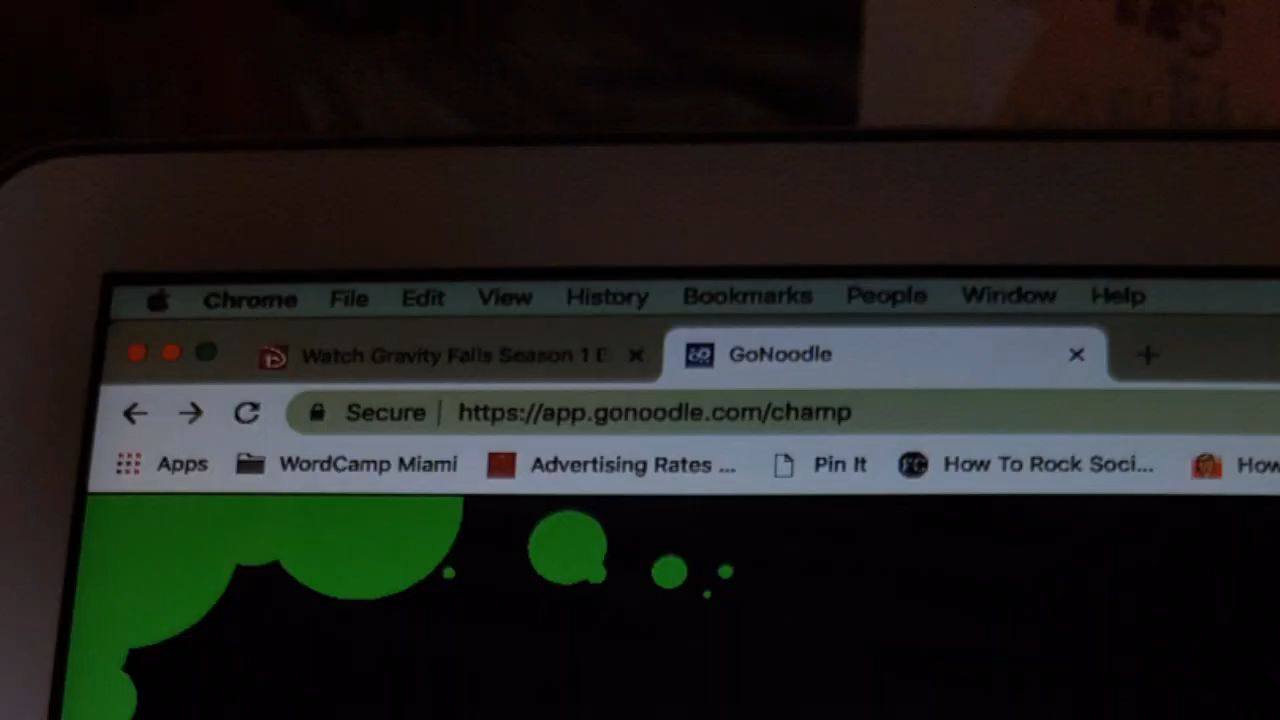 Chrome File Edit View History Bookmarks People Window Help
Watch Gravity Falls Season 1 E GoNoodle
Secure https://app.gonoodle.com/champ
Apps WordCamp Miami Advertising Rates ... Pin It How To Rock Soci... How